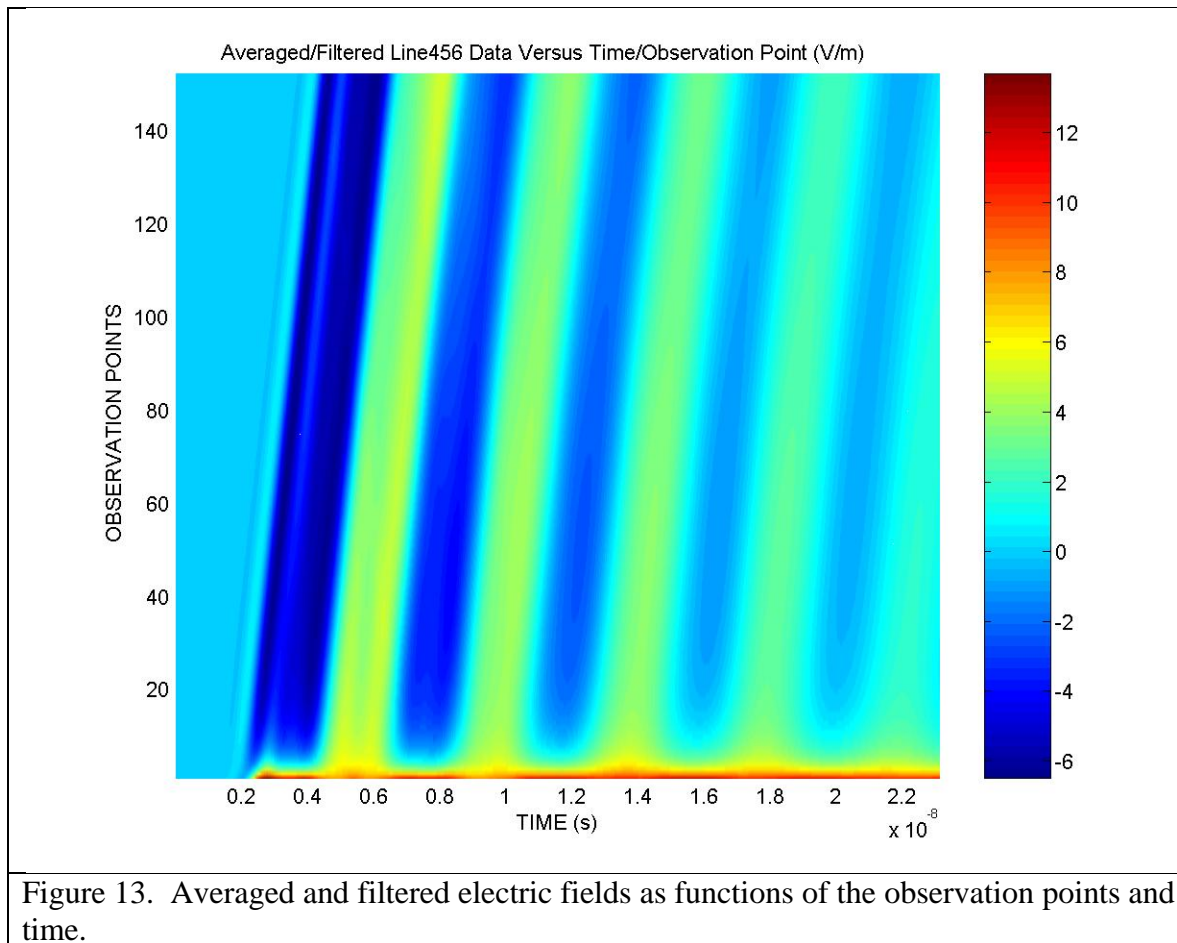 Averaged/Filtered Line456 Data Versus Time/Observation Point (V/m)
OBSERVATION POINTS
140
120
100
80
60
40
20
0.2 0.4 0.6 0.8 1 1.2 1.4 1.6 1.8 2 2.2
TIME (s)
x 10^-8
12
10
8
6
4
2
0
-2
-4
-6
Figure 13. Averaged and filtered electric fields as functions of the observation points and
time.